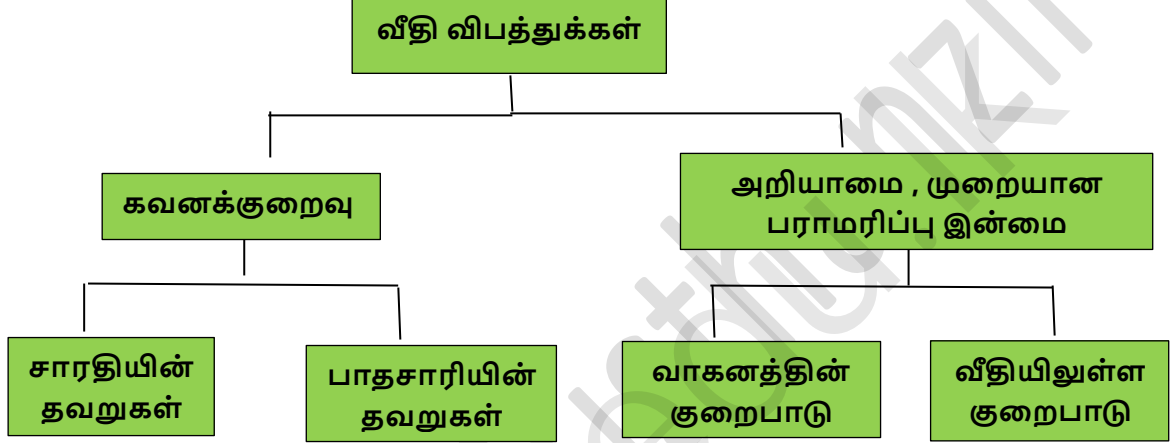 வீதி விபத்துக்கள்
கவனக்குறைவு
அறியாமை , முறையான
பராமரிப்பு இன்மை
சாரதியின்
தவறுகள்
பாதசாரியின்
தவறுகள்
வாகனத்தின்
குறைபாடு
வீதியிலுள்ள
குறைபாடு